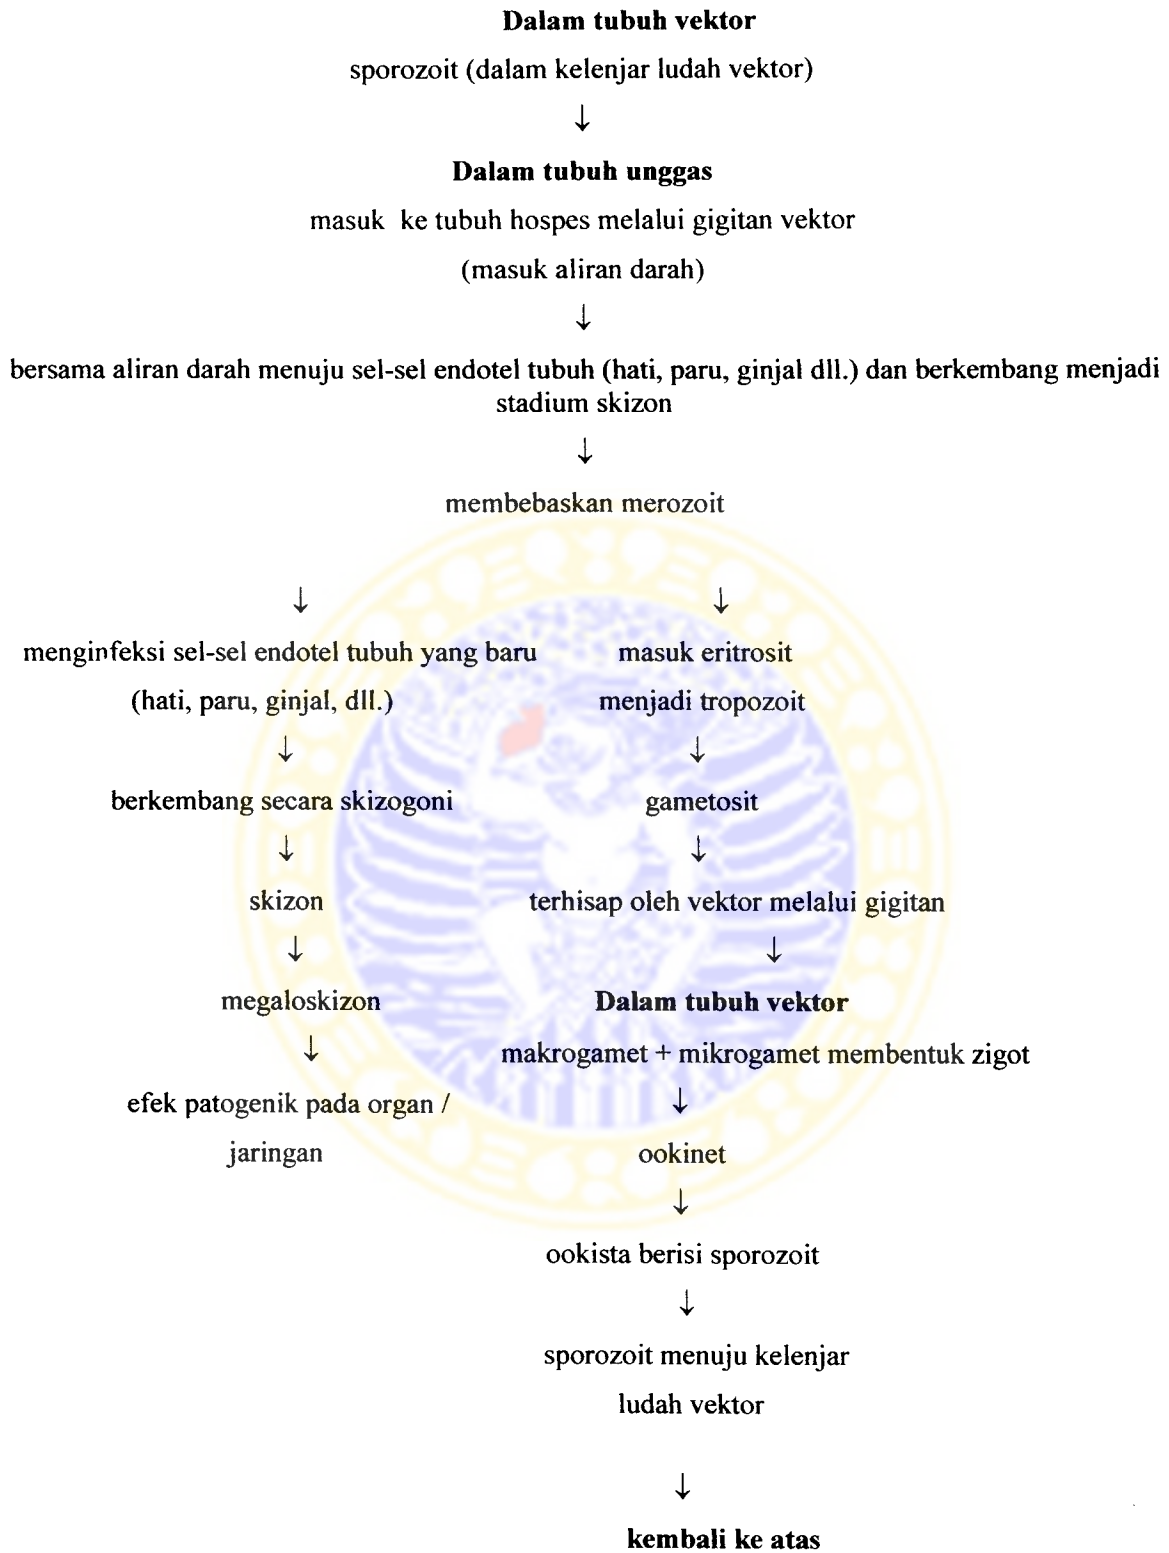 Dalam tubuh vektor
sporozoit (dalam kelenjar ludah vektor)
↓
Dalam tubuh unggas
masuk ke tubuh hospes melalui gigitan vektor
(masuk aliran darah)
↓
bersama aliran darah menuju sel-sel endotel tubuh (hati, paru, ginjal dll.) dan berkembang menjadi
stadium skizon
↓
membebaskan merozoit
↓
menginfeksi sel-sel endotel tubuh yang baru
(hati, paru, ginjal, dll.)
↓
berkembang secara skizogoni
↓
skizon
↓
megaloskizon
↓
efek patogenik pada organ /
jaringan
↓
masuk eritrosit
menjadi tropozoit
↓
gametosit
↓
terhisap oleh vektor melalui gigitan
↓
Dalam tubuh vektor
makrogamet + mikrogamet membentuk zigot
↓
ookinet
↓
ookista berisi sporozoit
↓
sporozoit menuju kelenjar
ludah vektor
↓
kembali ke atas